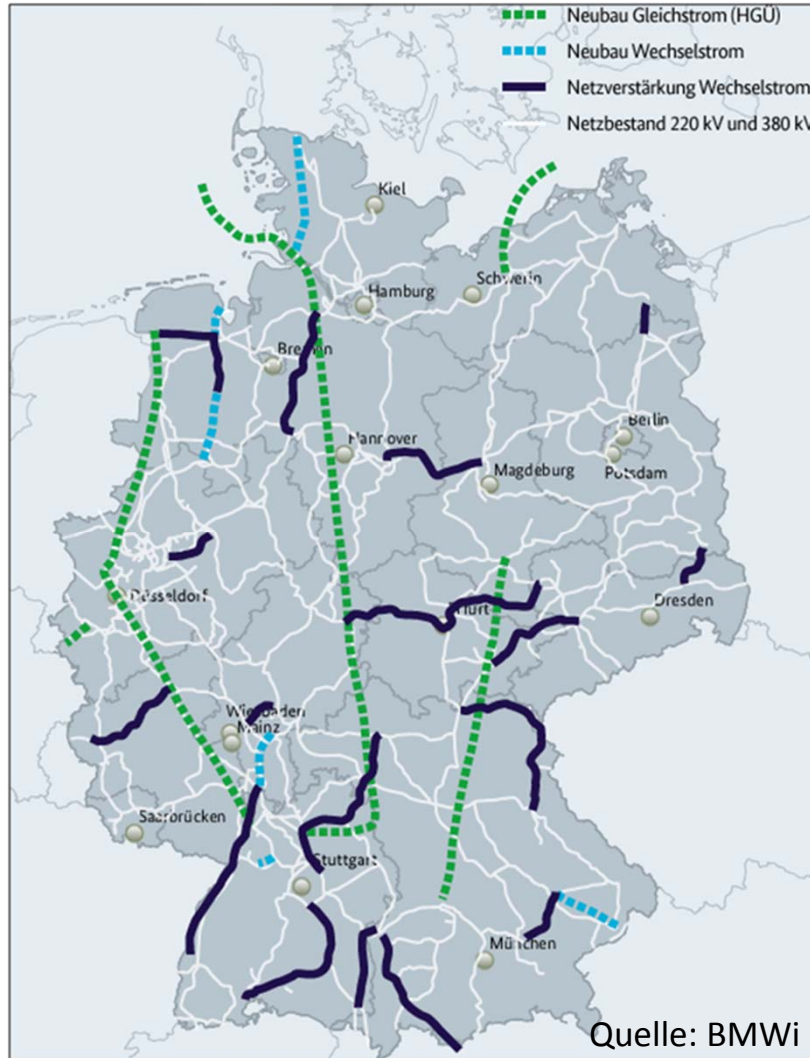 Neubau Gleichstrom (HGÜ)
Neubau Wechselstrom
Netzverstärkung Wechselstrom
Netzbestand 220 kV und 380 kV
Kiel
Schwerin
Hamburg
Bremen
Berlin
Hannover
Potsdam
Magdeburg
Düsseldorf
Erfurt
Dresden
Wiesbaden
Mainz
Saarbrücken
Stuttgart
München
Quelle: BMWi